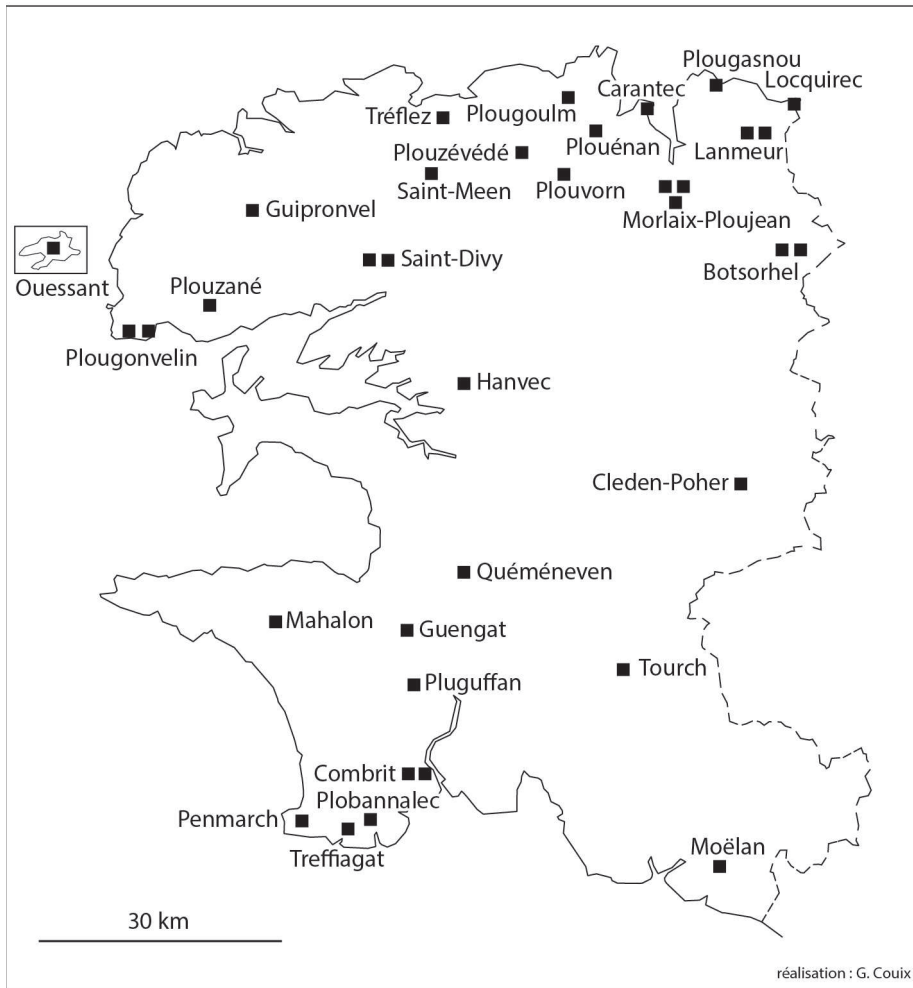 Plougasnou
Locquirec
Carantec
Plougoulm
Tréflez
Plouénan
Lanmeur
Plouzévédé
Saint-Meen
Plouvorn
Guipronvel
Morlaix-Ploujean
Saint-Divy
Botsorhel
Ouessant
Plouzané
Plougonvelin
Hanvec
Cleden-Poher
Quéméneven
Mahalon
Guengat
Tourch
Pluguffan
Combrit
Plobannalec
Penmarch
Treffiagat
Moëlan
30 km
réalisation : G. Couix